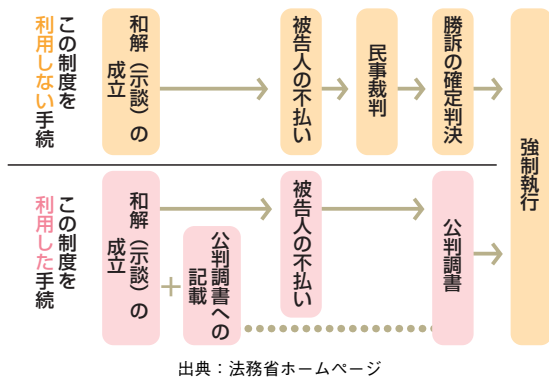 この制度を
利用しない手続
和解（示談）の
成立
被告人の不払い
民事裁判
勝訴の確定判決
強制執行
この制度を
利用した手続
和解（示談）の
成立
+
公判調書への
記載
被告人の不払い
公判調書
出典：法務省ホームページ